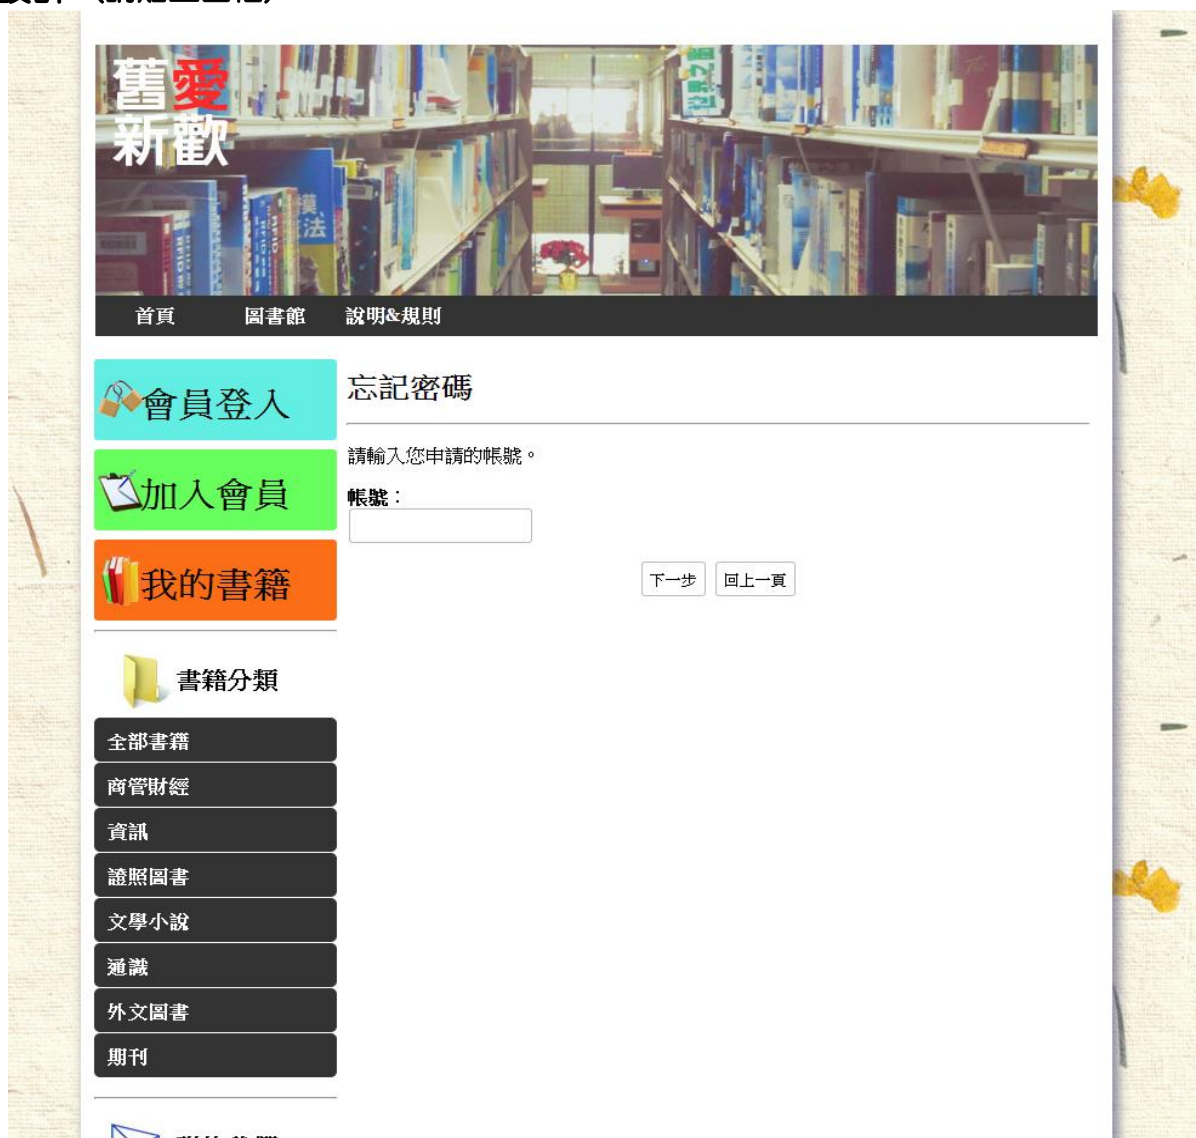 舊愛
新歡
世界之窗
首頁 圖書館 說明&規則
會員登入
加入會員
我的書籍
書籍分類
全部書籍
商管財經
資訊
證照圖書
文學小說
通識
外文圖書
期刊
忘記密碼
請輸入您申請的帳號。
帳號：
下一步 回上一頁